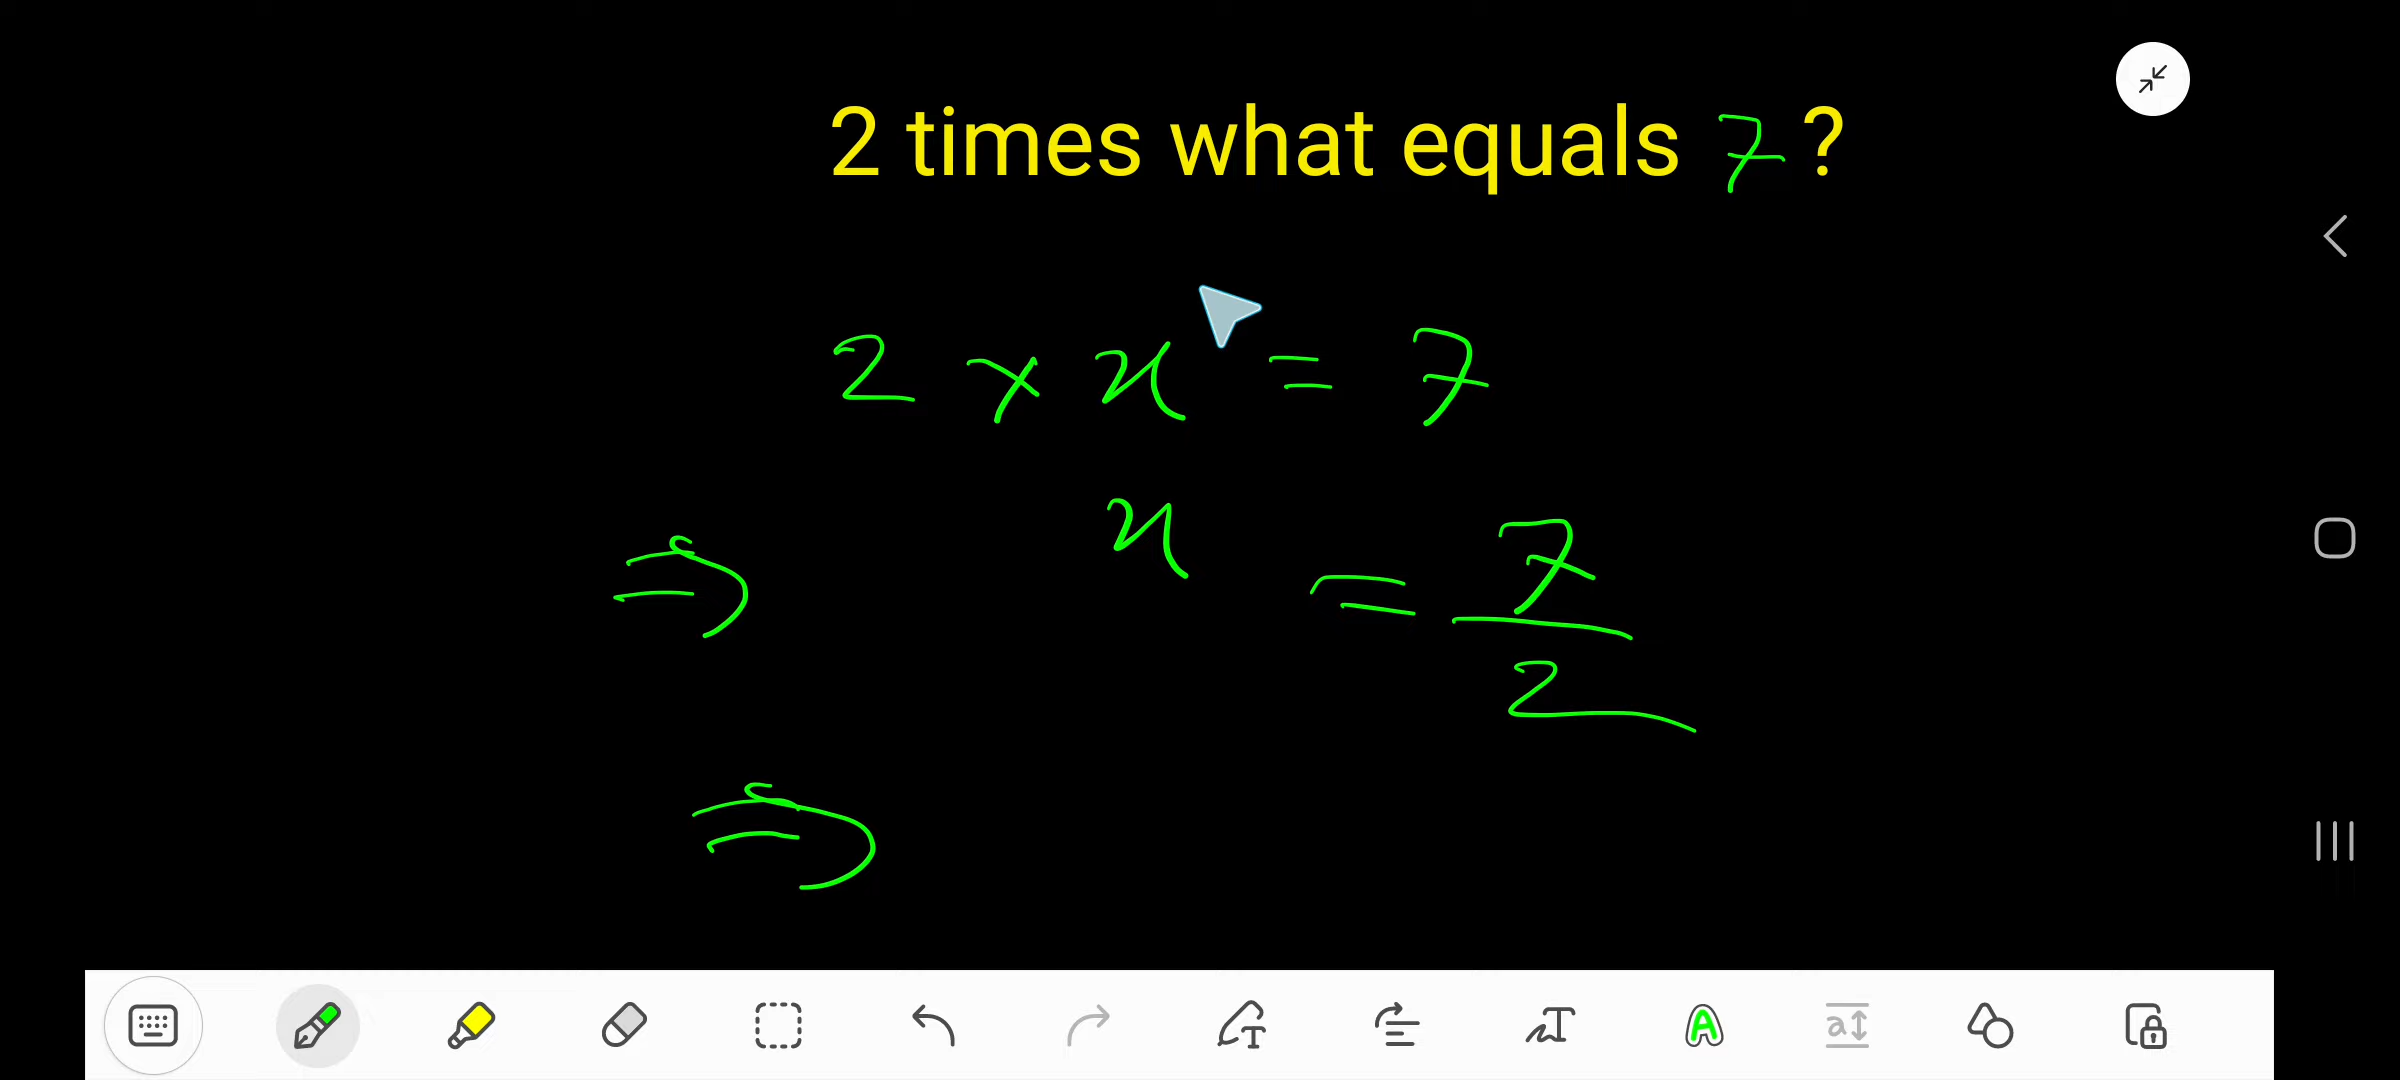 2 times what equals 7 ?
2 × x = 7
⇒ x = 7/2
⇒